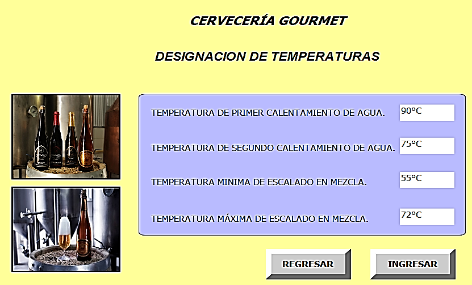 CERVECERÍA GOURMET
DESIGNACION DE TEMPERATURAS
TEMPERATURA DE PRIMER CALENTAMIENTO DE AGUA. 90ºC
TEMPERATURA DE SEGUNDO CALENTAMIENTO DE AGUA. 75ºC
TEMPERATURA MINIMA DE ESCALADO EN MEZCLA. 55ºC
TEMPERATURA MÁXIMA DE ESCALADO EN MEZCLA. 72ºC
REGRESAR INGRESAR